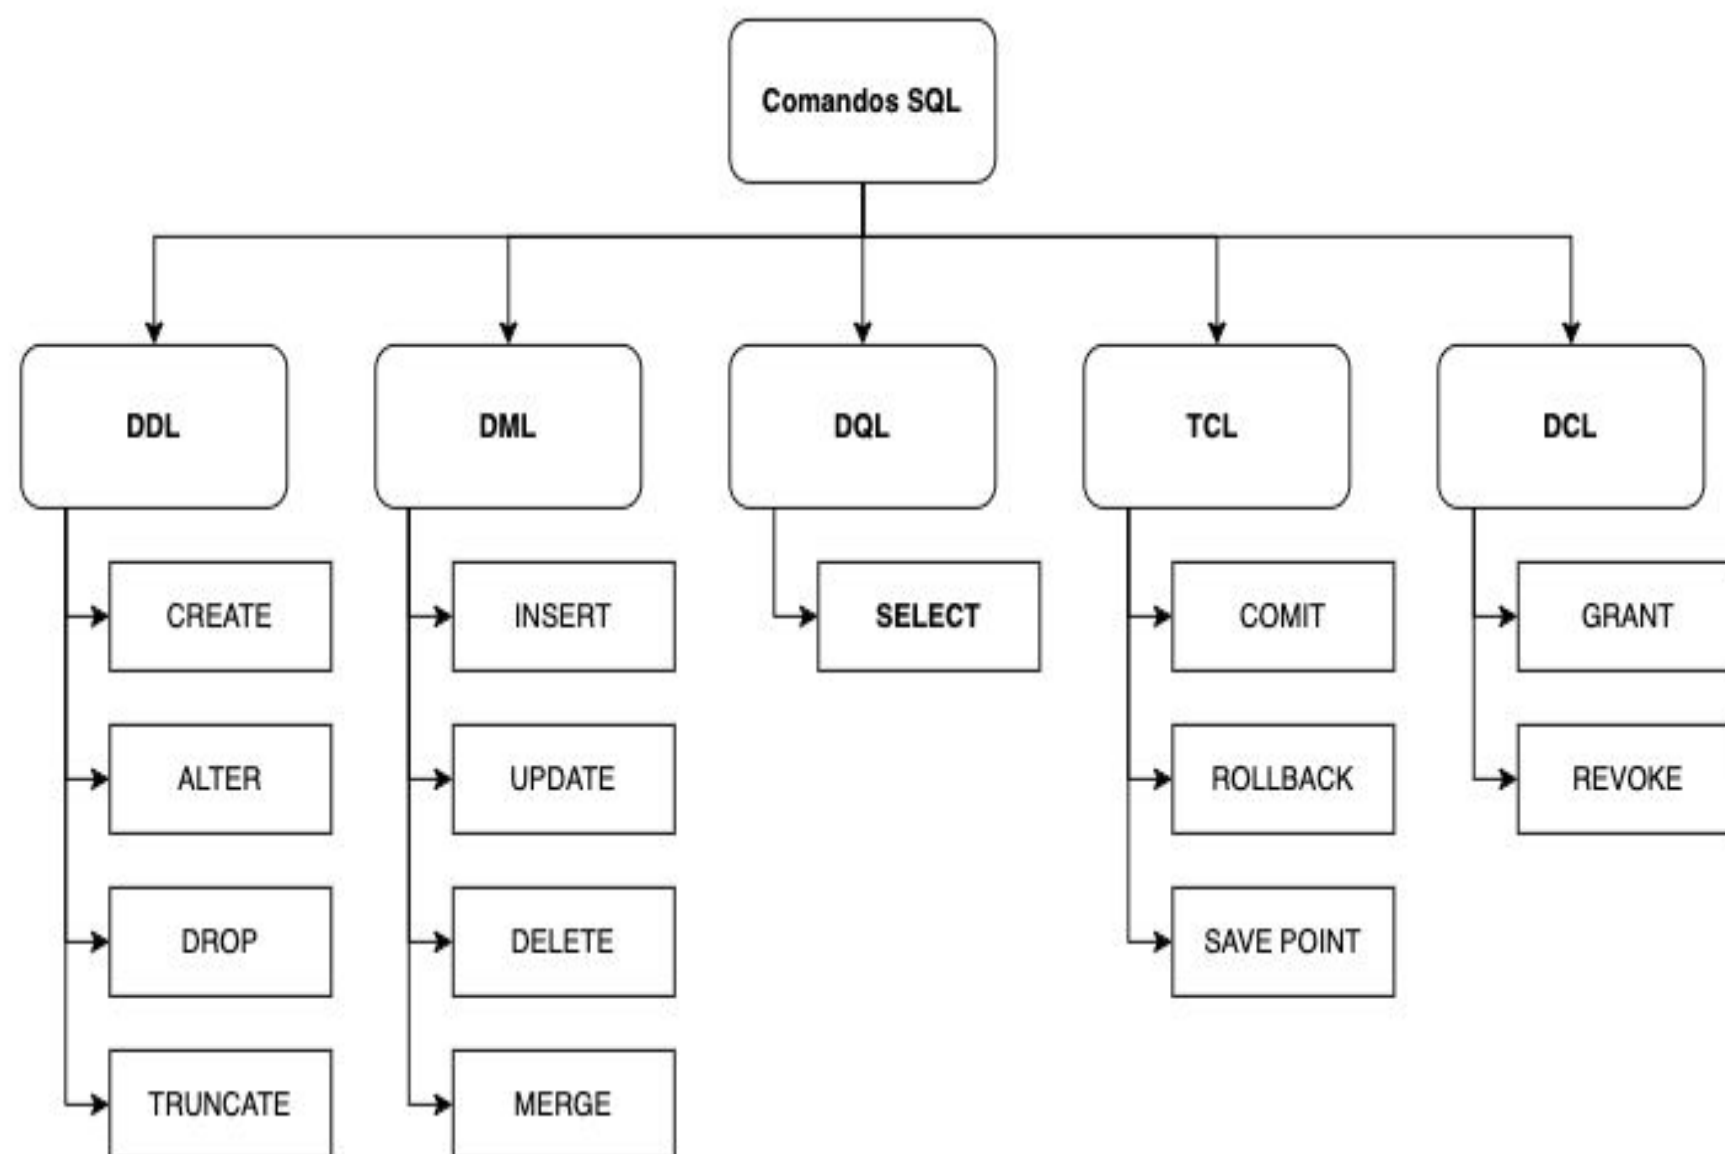 Comandos SQL
DDL
DML
DQL
TCL
DCL
CREATE
INSERT
SELECT
COMIT
GRANT
ALTER
UPDATE
ROLLBACK
REVOKE
DROP
DELETE
SAVE POINT
TRUNCATE
MERGE